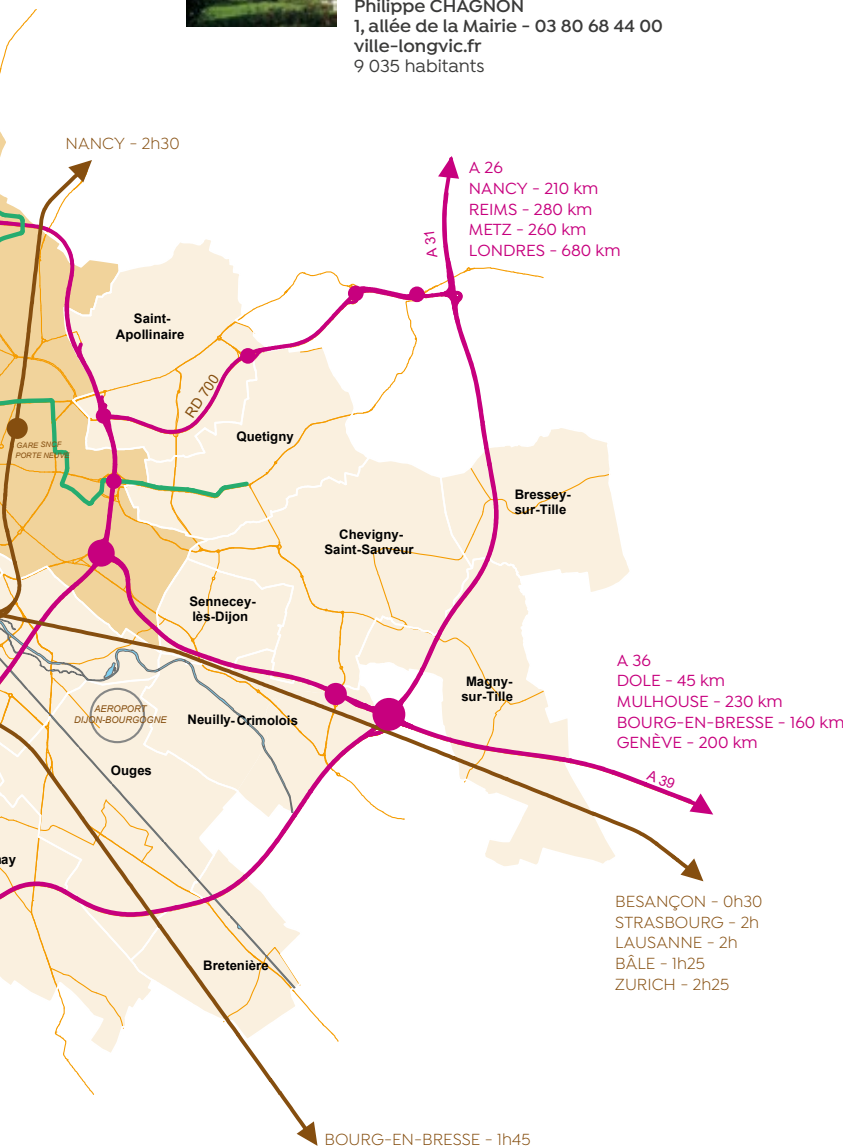 Philippe CHAGNON
1, allée de la Mairie - 03 80 68 44 00
ville-longvic.fr
9 035 habitants
NANCY - 2h30
A 26
NANCY - 210 km
REIMS - 280 km
METZ - 260 km
LONDRES - 680 km
A 31
Saint-
Apollinaire
RD 700
Quetigny
GARE SNCF
PORTE NEUVE
Bressey-
sur-Tille
Chevigny-
Saint-Sauveur
Sennecey-
lès-Dijon
Magny-
sur-Tille
A 36
DOLE - 45 km
MULHOUSE - 230 km
BOURG-EN-BRESSE - 160 km
GENÈVE - 200 km
AEROPORT
DIJON-BOURGOGNE
Neuilly-Crimolois
Ouges
A 39
ay
BESANÇON - 0h30
STRASBOURG - 2h
LAUSANNE - 2h
BÂLE - 1h25
ZURICH - 2h25
Bretenière
BOURG-EN-BRESSE - 1h45